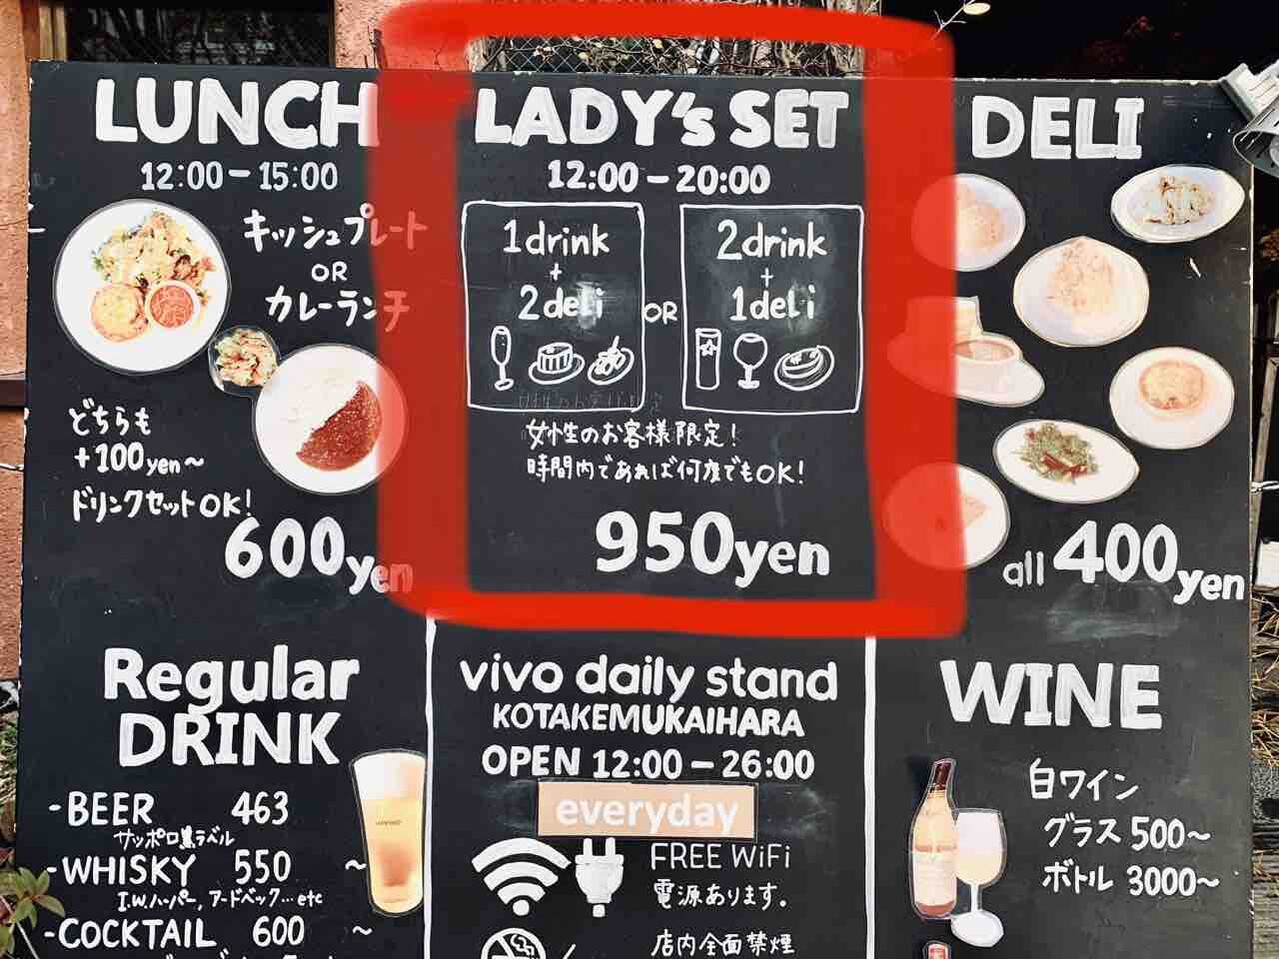 LUNCH
12:00-15:00
キッシュプレート
OR
カレーランチ
どちらも
+100yen~
ドリンクセットOK!
600yen
LADY's SET
12:00-20:00
1drink
+
2deli
OR
2drink
+
1deli
女性のお客様限定!
時間内であれば何度でもOK!
950yen
DELI
all 400yen
Regular
DRINK
-BEER 463
サッポロ黒ラベル
-WHISKY 550 ~
I.W.ハーパー, アードベック...etc
-COCKTAIL 600 ~
vivo daily stand
KOTAKEMUKAIHARA
OPEN 12:00-26:00
everyday
FREE WiFi
電源あります。
店内全面禁煙
WINE
白ワイン
グラス 500~
ボトル 3000~